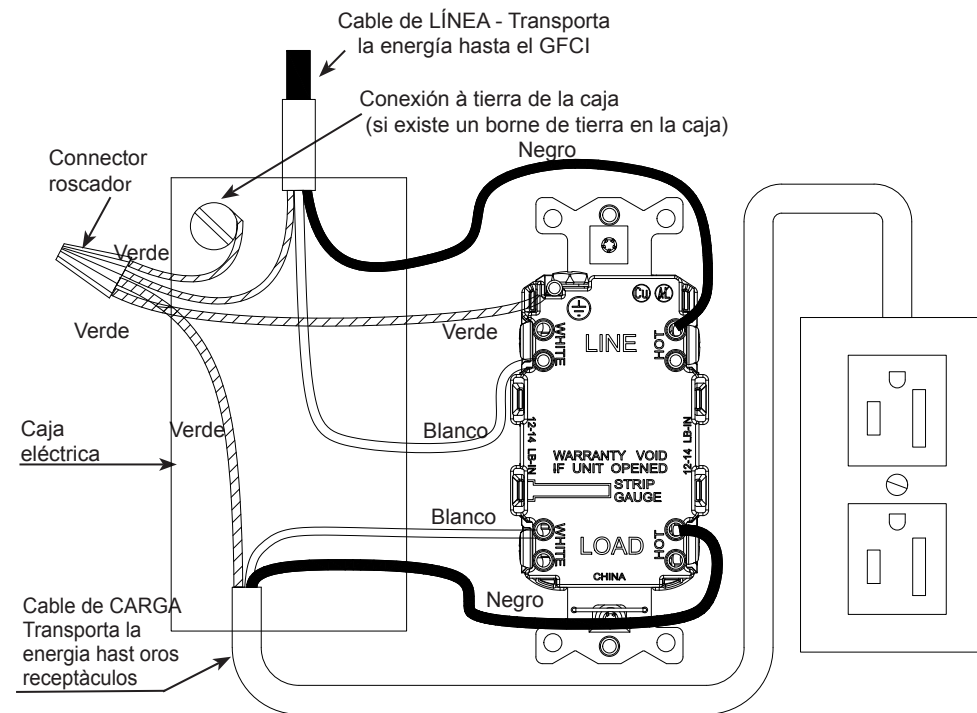 Cable de LÍNEA - Transporta
la energía hasta el GFCI
Conexión à tierra de la caja
(si existe un borne de tierra en la caja)
Negro
Connector
roscador
Verde
Verde
Verde
Cu AL
WHITE
LINE
HOT
Caja
eléctrica
Verde
Blanco
12-14 LB-IN
WARRANTY VOID
IF UNIT OPENED
12-14 LB-IN
STRIP
GAUGE
Blanco
WHITE
LOAD
HOT
CHINA
Negro
Cable de CARGA
Transporta la
energia hast oros
receptàculos